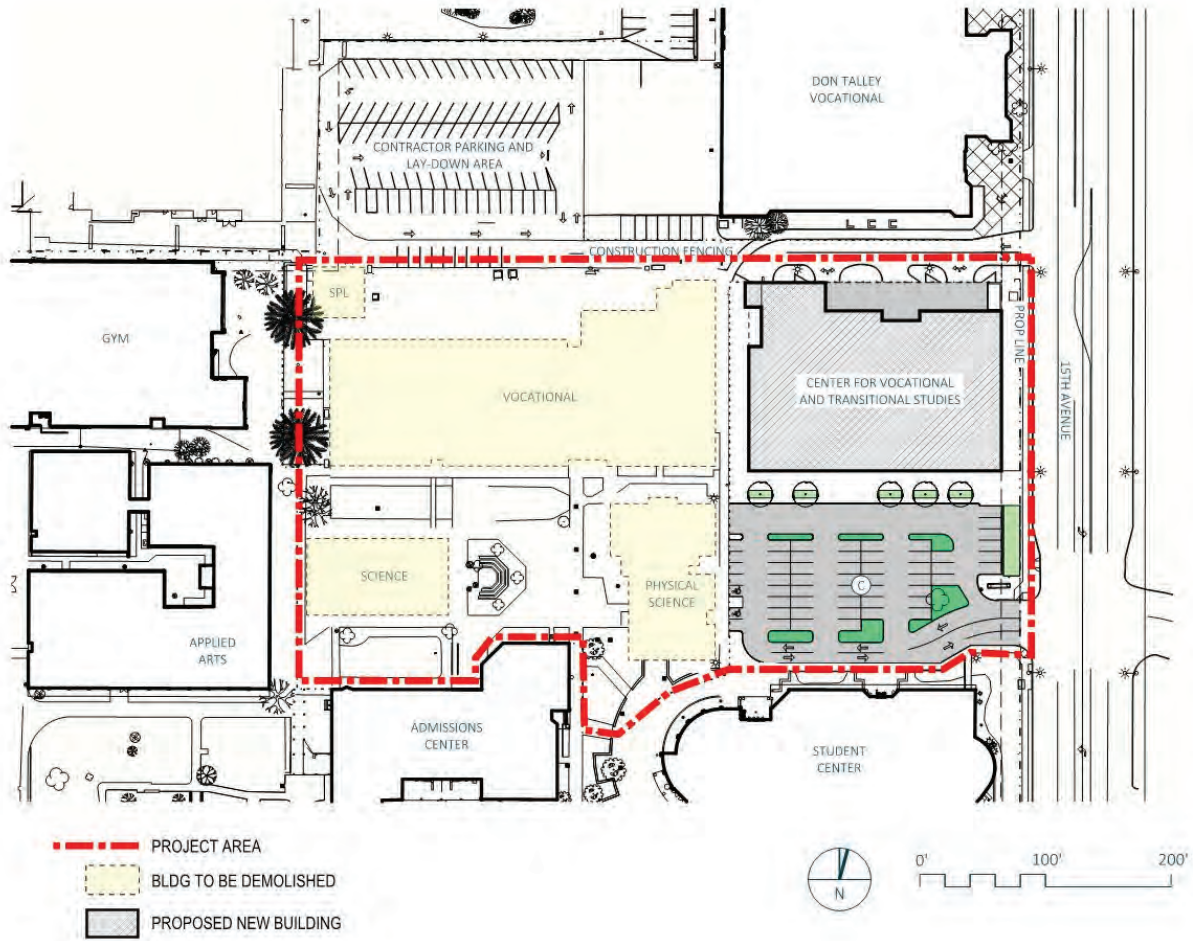 DON TALLEY
VOCATIONAL
CONTRACTOR PARKING AND
LAY-DOWN AREA
CONSTRUCTION FENCING
SPL
GYM
PROP LINE
15TH AVENUE
VOCATIONAL
CENTER FOR VOCATIONAL
AND TRANSITIONAL STUDIES
SCIENCE
PHYSICAL
SCIENCE
C
APPLIED
ARTS
ADMISSIONS
CENTER
STUDENT
CENTER
PROJECT AREA
BLDG TO BE DEMOLISHED
PROPOSED NEW BUILDING
N
0' 100' 200'